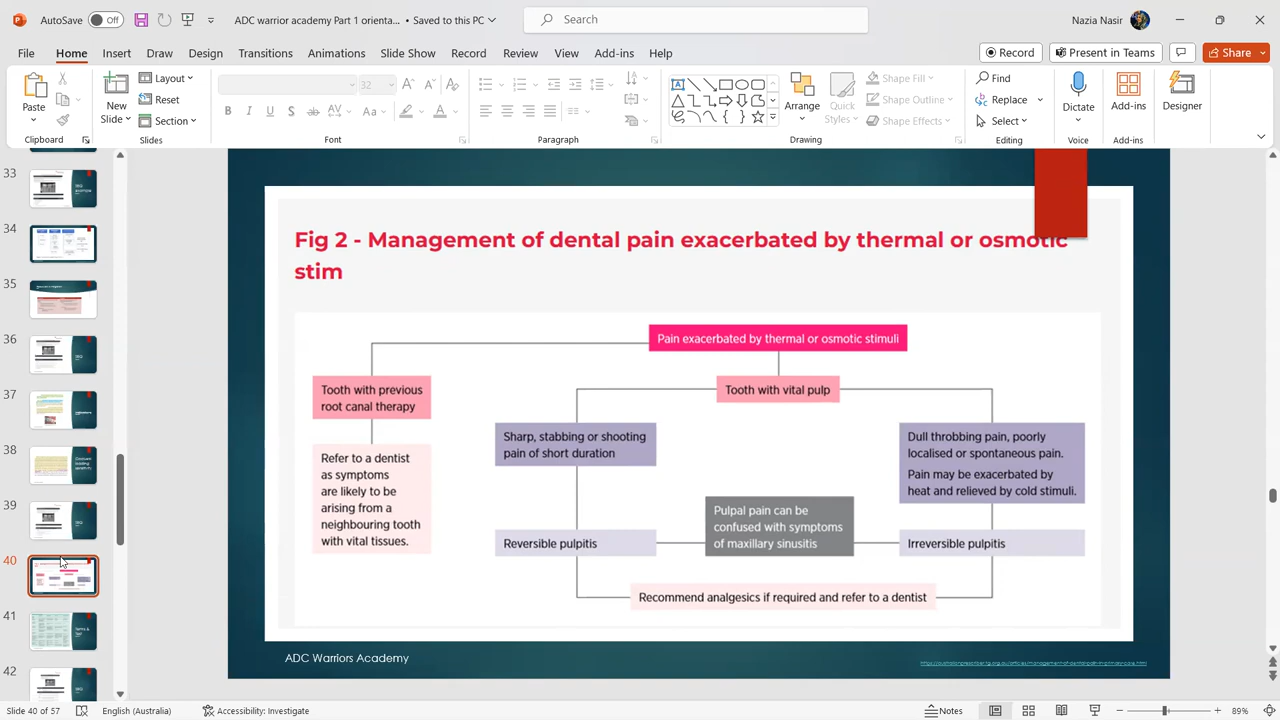 AutoSave
Off
ADC warrior academy Part 1 orienta... • Saved to this PC
Search
Nazia Nasir
File
Home
Insert
Draw
Design
Transitions
Animations
Slide Show
Record
Review
View
Add-ins
Help
Record
Present in Teams
Share
Paste
New
Slide
Layout
Reset
Section
32
B
I
U
S
ab
AV
Aa
A
Arrange
Quick
Styles
Shape Fill
Shape Outline
Shape Effects
Find
Replace
Select
Dictate
Add-ins
Designer
Clipboard
Slides
Font
Paragraph
Drawing
Editing
Voice
Add-ins
33
34
35
36
37
38
39
40
41
42
Fig 2 - Management of dental pain exacerbated by thermal or osmotic
stim
Pain exacerbated by thermal or osmotic stimuli
Tooth with previous
root canal therapy
Tooth with vital pulp
Refer to a dentist
as symptoms
are likely to be
arising from a
neighbouring tooth
with vital tissues.
Sharp, stabbing or shooting
pain of short duration
Dull throbbing pain, poorly
localised or spontaneous pain.
Pain may be exacerbated by
heat and relieved by cold stimuli.
Pulpal pain can be
confused with symptoms
of maxillary sinusitis
Reversible pulpitis
Irreversible pulpitis
Recommend analgesics if required and refer to a dentist
ADC Warriors Academy
Slide 40 of 57
English (Australia)
Accessibility: Investigate
Notes
89%